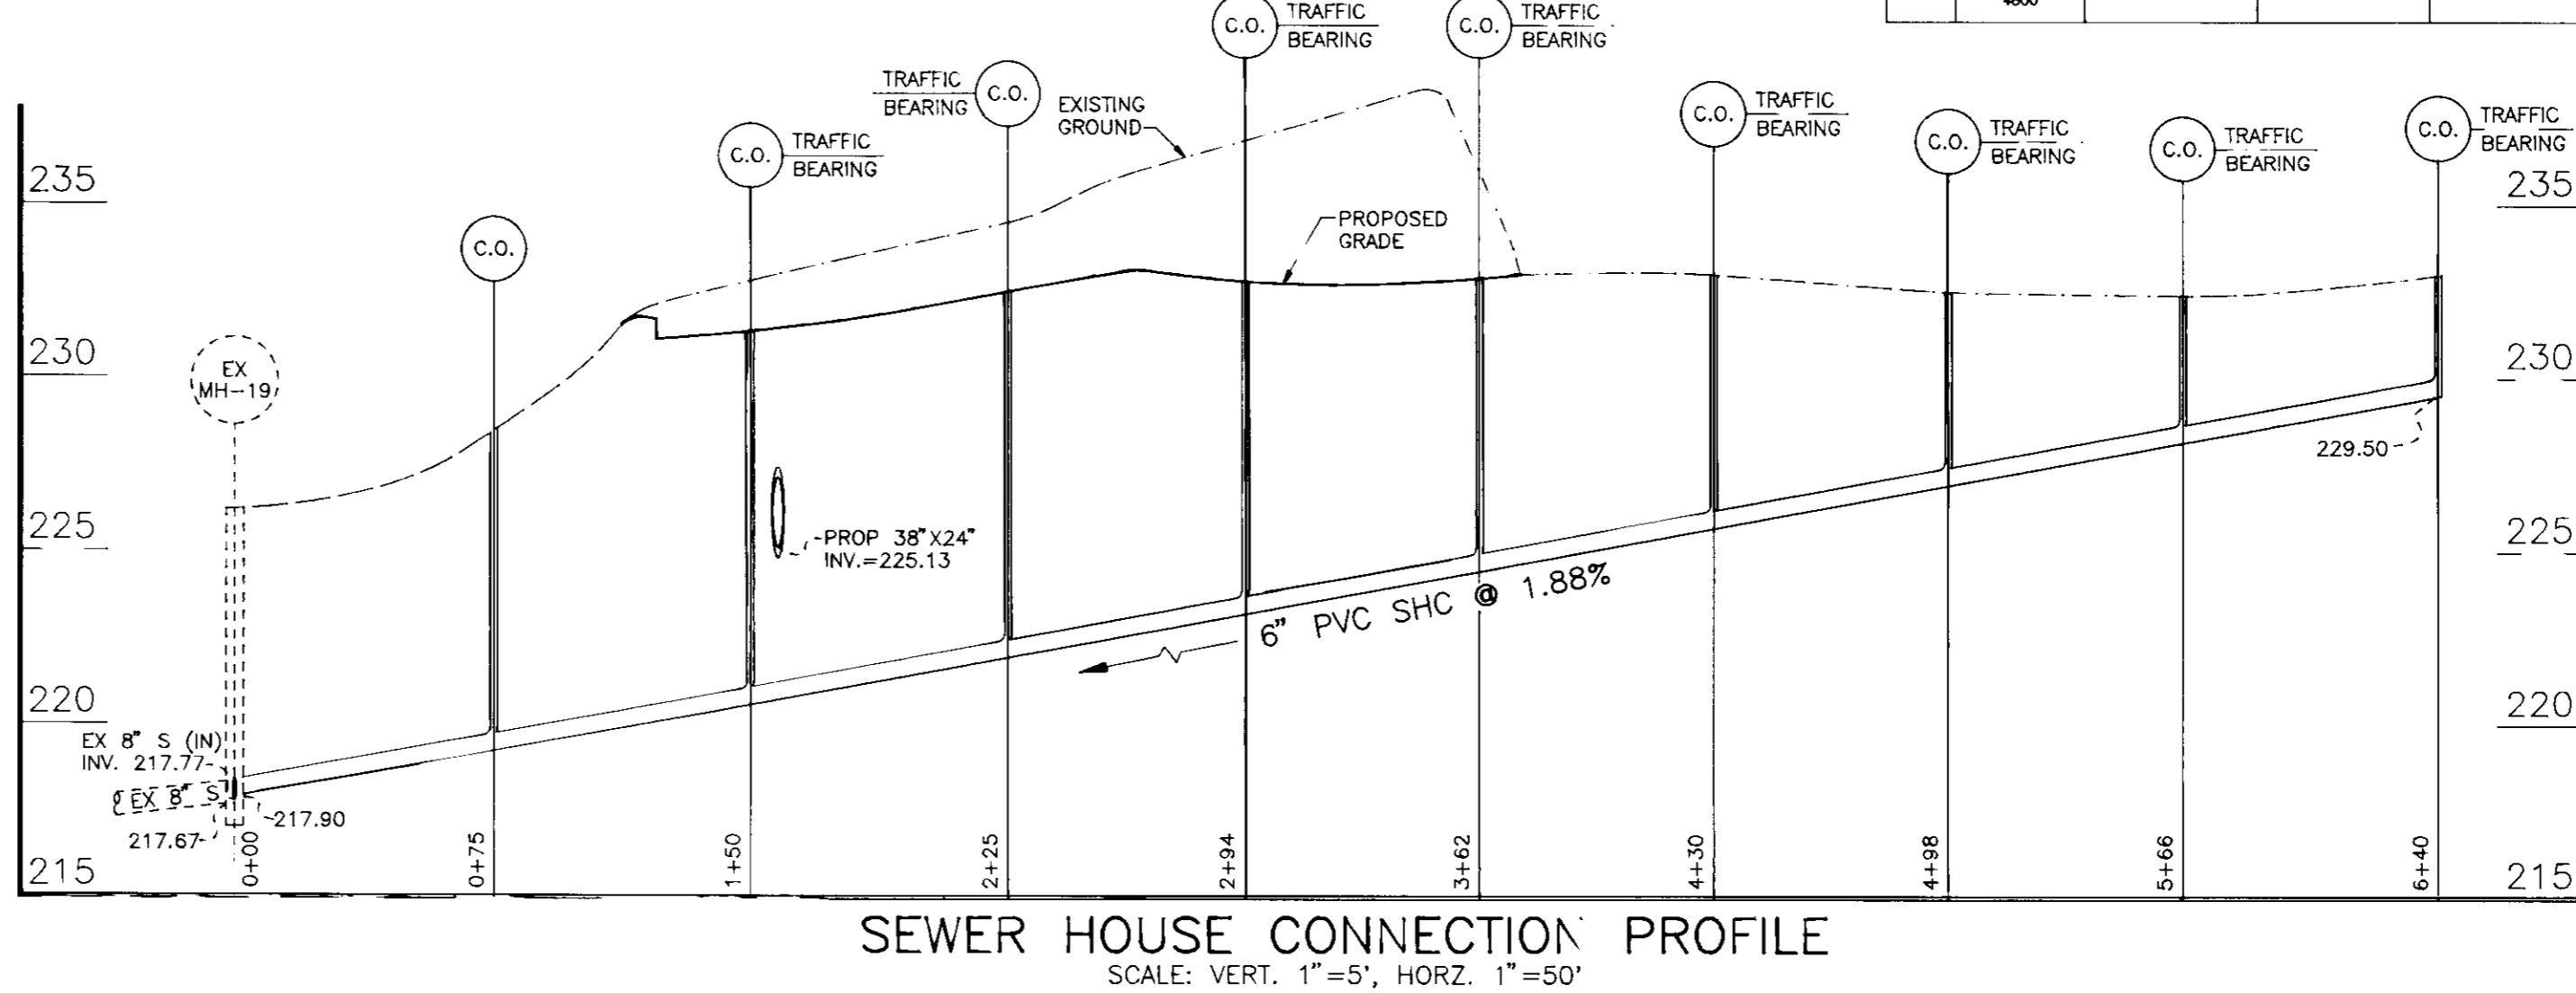 4800
C.O. TRAFFIC
BEARING
C.O. TRAFFIC
BEARING
TRAFFIC
BEARING C.O.
EXISTING
GROUND
C.O. TRAFFIC
BEARING
C.O. TRAFFIC
BEARING
C.O. TRAFFIC
BEARING
C.O. TRAFFIC
BEARING
C.O. TRAFFIC
BEARING
C.O.
235
235
PROPOSED
GRADE
230
230
EX
MH-19
229.50
225
225
PROP 38"X24"
INV.=225.13
6" PVC SHC @ 1.88%
220
220
EX 8" S (IN)
INV. 217.77
EX 8" S
217.67
217.90
215
215
0+00
0+75
1+50
2+25
2+94
3+62
4+30
4+98
5+66
6+40
SEWER HOUSE CONNECTION PROFILE
SCALE: VERT. 1"=5', HORZ. 1"=50'